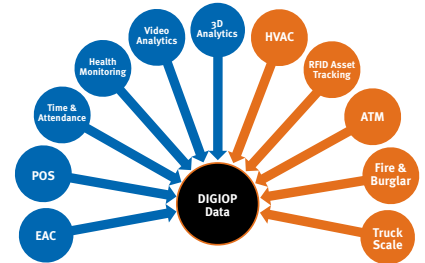 3D
Analytics
Video
Analytics
HVAC
Health
Monitoring
RFID Asset
Tracking
Time &
Attendance
ATM
POS
Fire &
Burglar
DIGIOP
Data
EAC
Truck
Scale